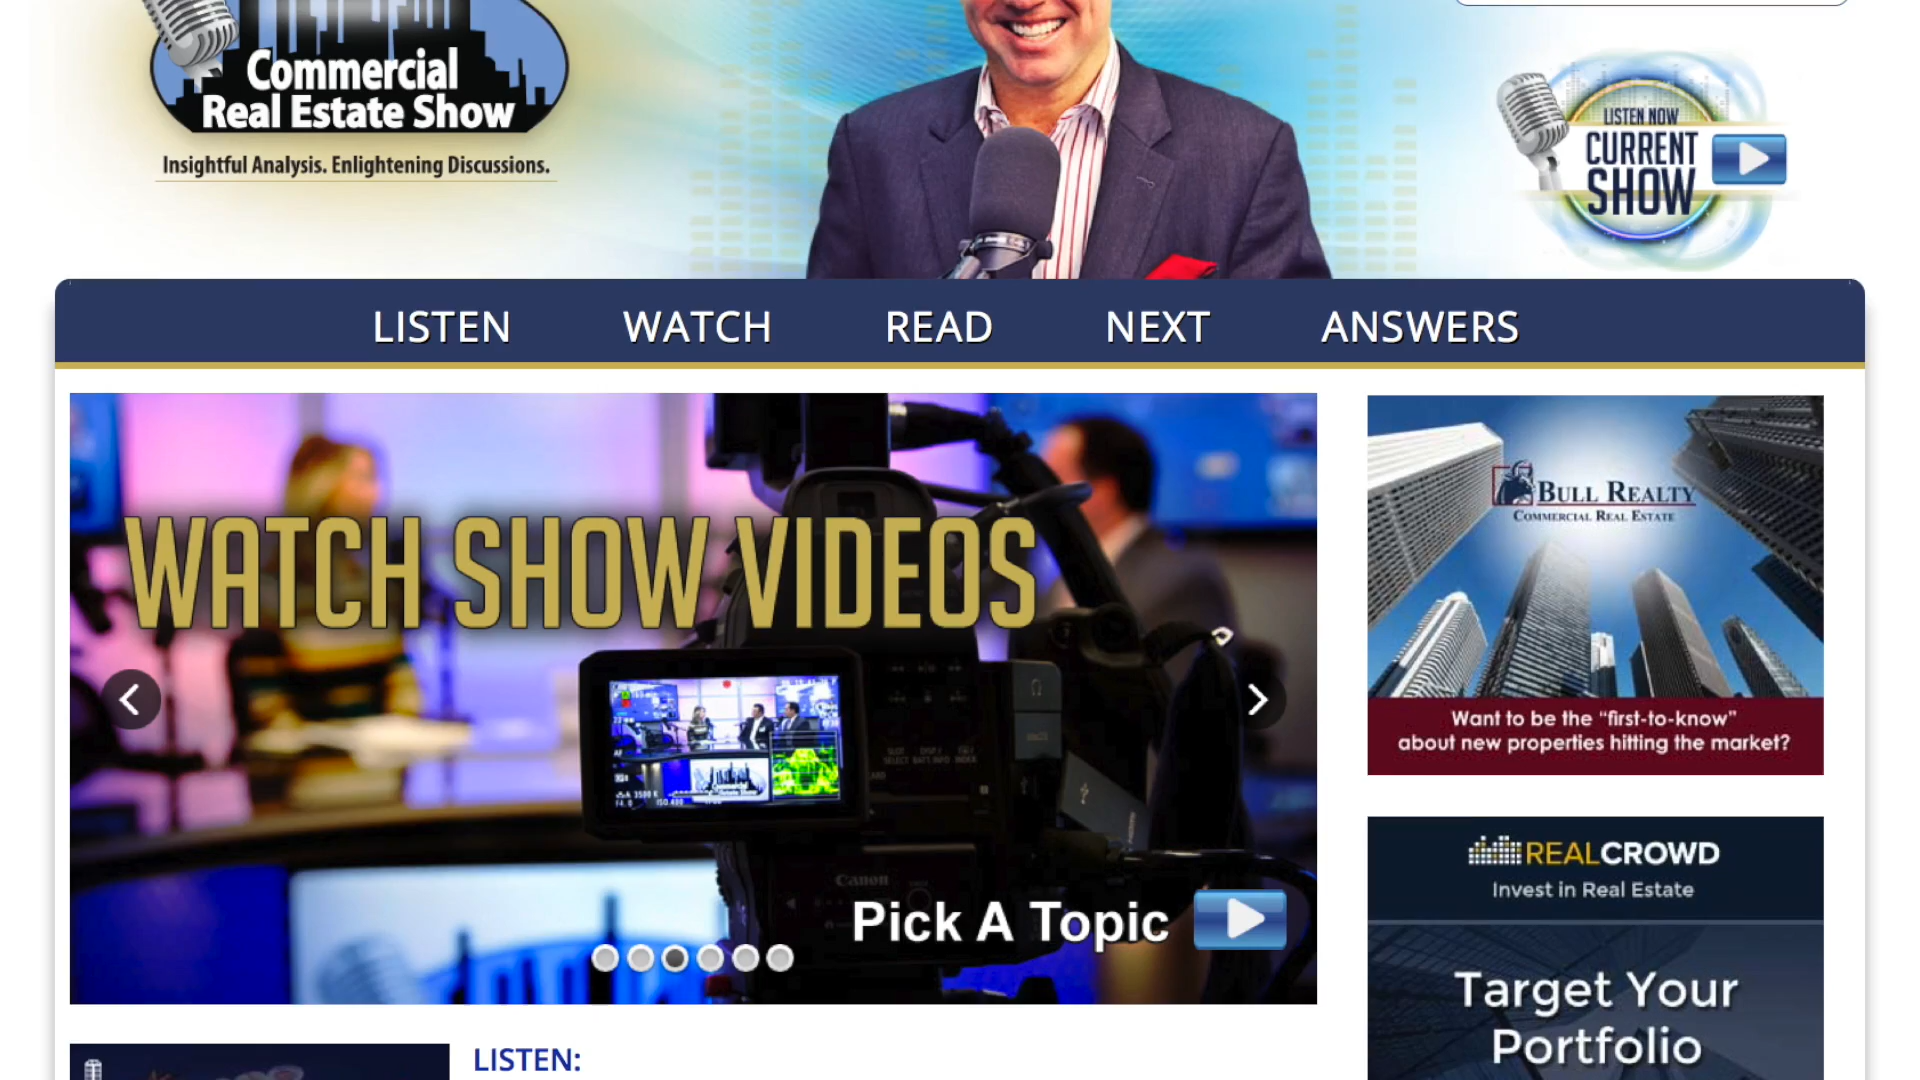 Commercial
Real Estate Show
Insightful Analysis. Enlightening Discussions.
LISTEN NOW
CURRENT
SHOW
LISTEN WATCH READ NEXT ANSWERS
WATCH SHOW VIDEOS
Canon
Pick A Topic
BULL REALTY
COMMERCIAL REAL ESTATE
Want to be the “first-to-know”
about new properties hitting the market?
REALCROWD
Invest in Real Estate
Target Your
Portfolio
LISTEN: